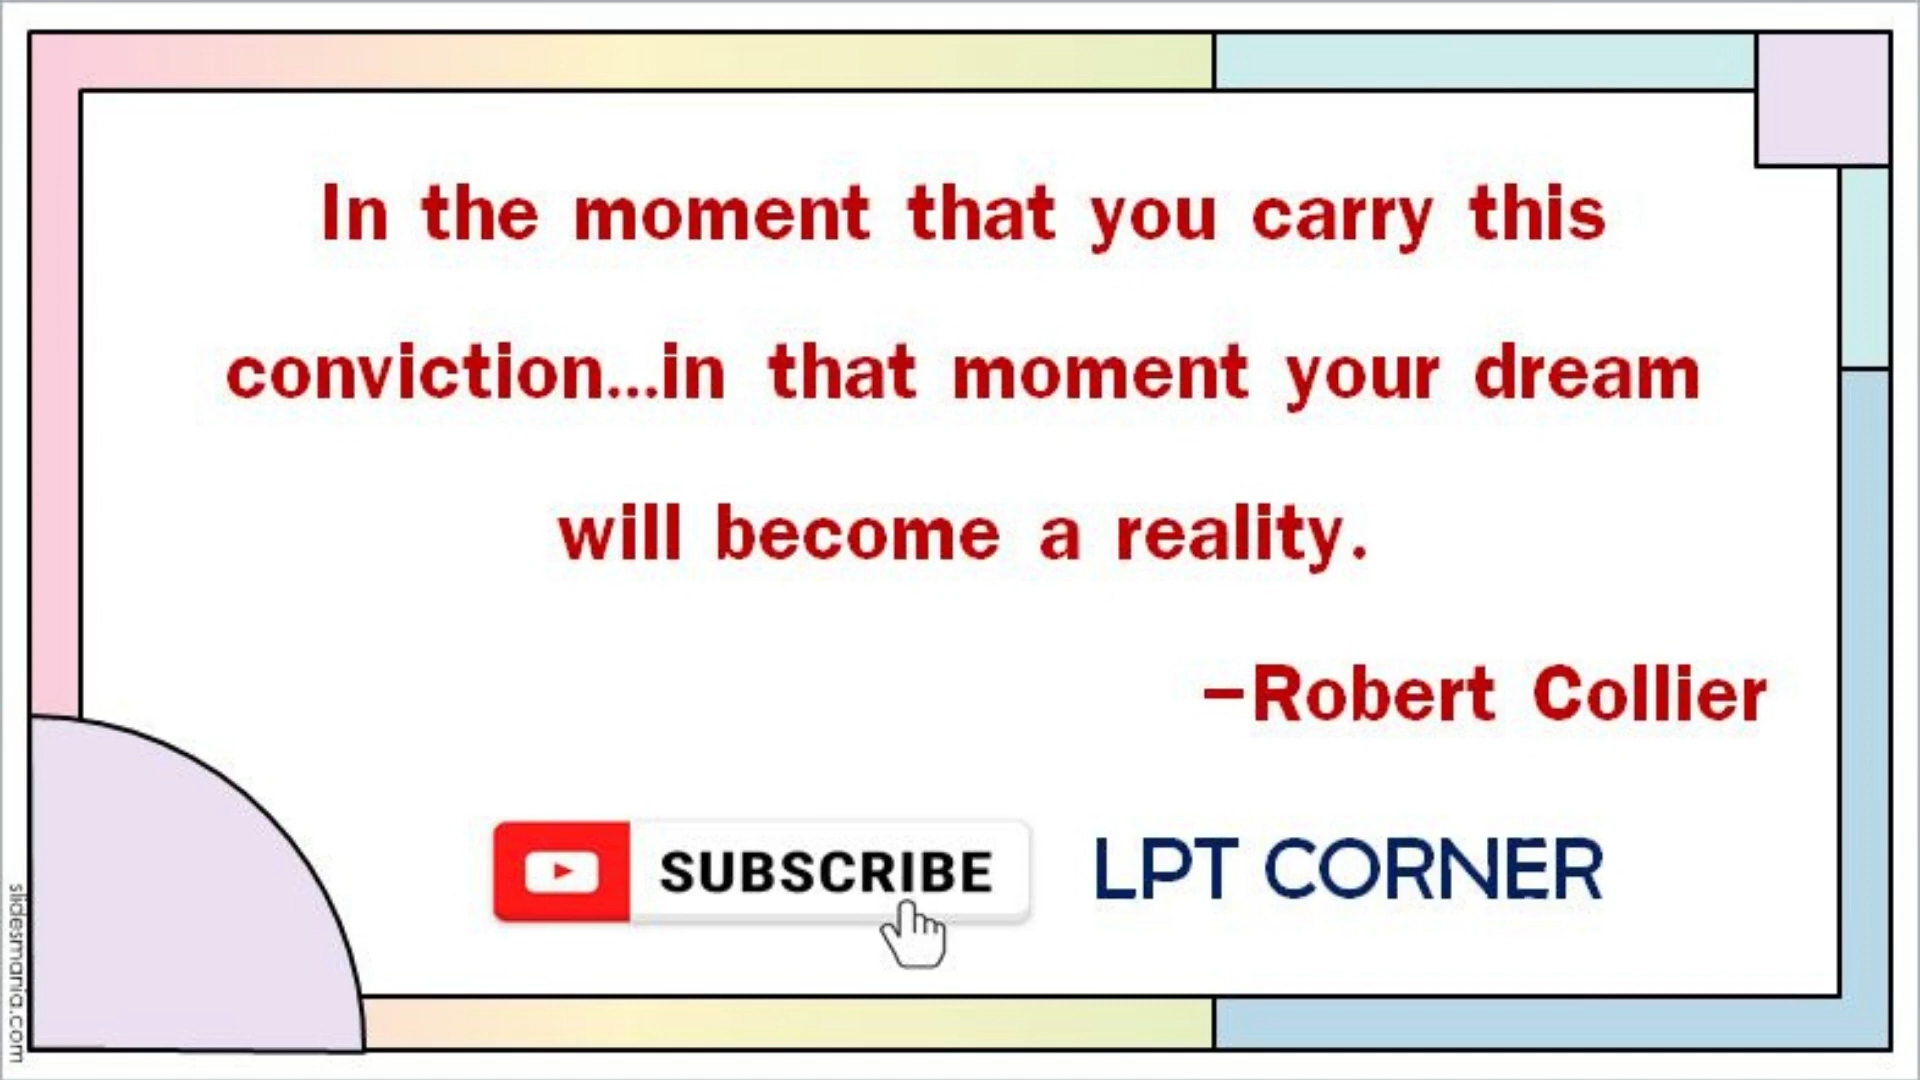 In the moment that you carry this
conviction...in that moment your dream
will become a reality.
–Robert Collier
SUBSCRIBE
LPT CORNER
slidesmania.com